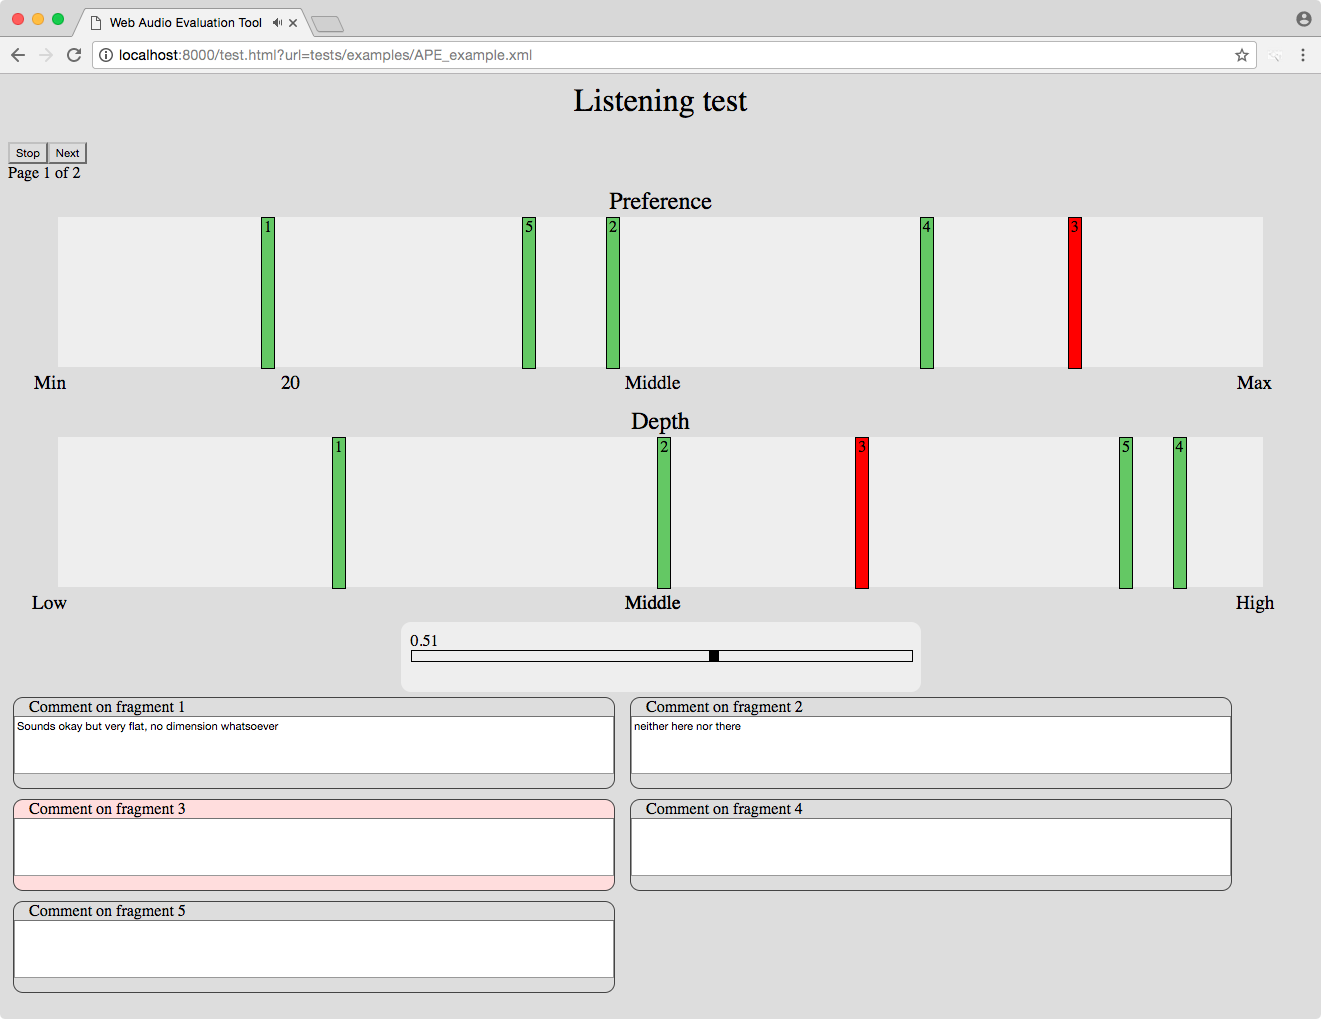 Web Audio Evaluation Tool
localhost:8000/test.html?url=tests/examples/APE_example.xml
Listening test
Stop Next
Page 1 of 2
Preference
1 5 2 4 3
Min 20 Middle Max
Depth
1 2 3 5 4
Low Middle High
0.51
Comment on fragment 1
Sounds okay but very flat, no dimension whatsoever
Comment on fragment 2
neither here nor there
Comment on fragment 3
Comment on fragment 4
Comment on fragment 5